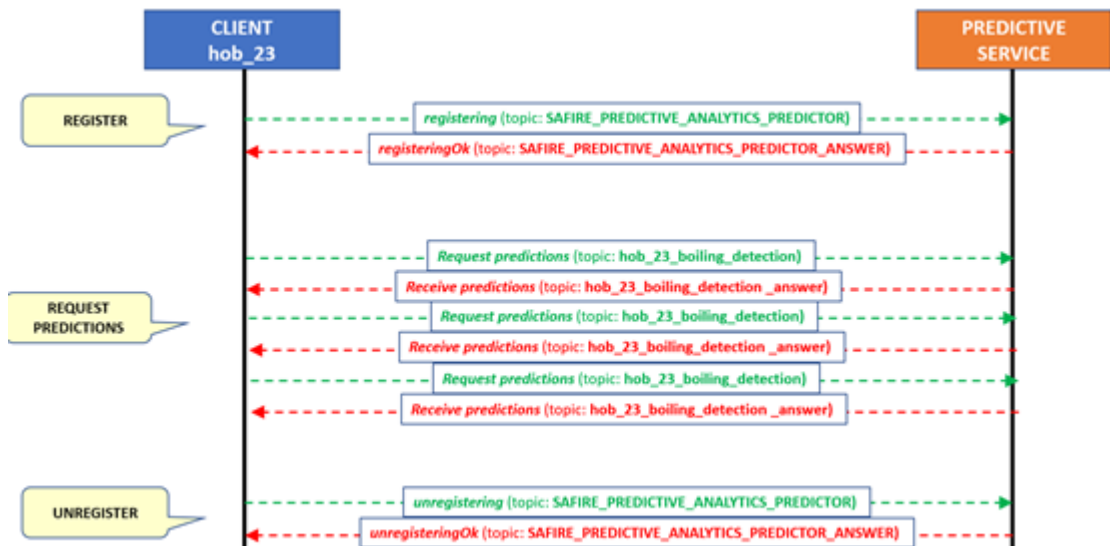 CLIENT
hob_23
PREDICTIVE
SERVICE
REGISTER
registering (topic: SAFIRE_PREDICTIVE_ANALYTICS_PREDICTOR)
registeringOk (topic: SAFIRE_PREDICTIVE_ANALYTICS_PREDICTOR_ANSWER)
Request predictions (topic: hob_23_boiling_detection)
Receive predictions (topic: hob_23_boiling_detection _answer)
REQUEST
PREDICTIONS
Request predictions (topic: hob_23_boiling_detection)
Receive predictions (topic: hob_23_boiling_detection _answer)
Request predictions (topic: hob_23_boiling_detection)
Receive predictions (topic: hob_23_boiling_detection _answer)
UNREGISTER
unregistering (topic: SAFIRE_PREDICTIVE_ANALYTICS_PREDICTOR)
unregisteringOk (topic: SAFIRE_PREDICTIVE_ANALYTICS_PREDICTOR_ANSWER)